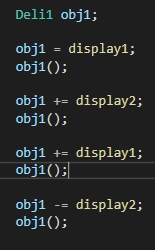 Deli1 obj1;
obj1 = display1;
obj1();
obj1 += display2;
obj1();
obj1 += display1;
obj1();
obj1 -= display2;
obj1();